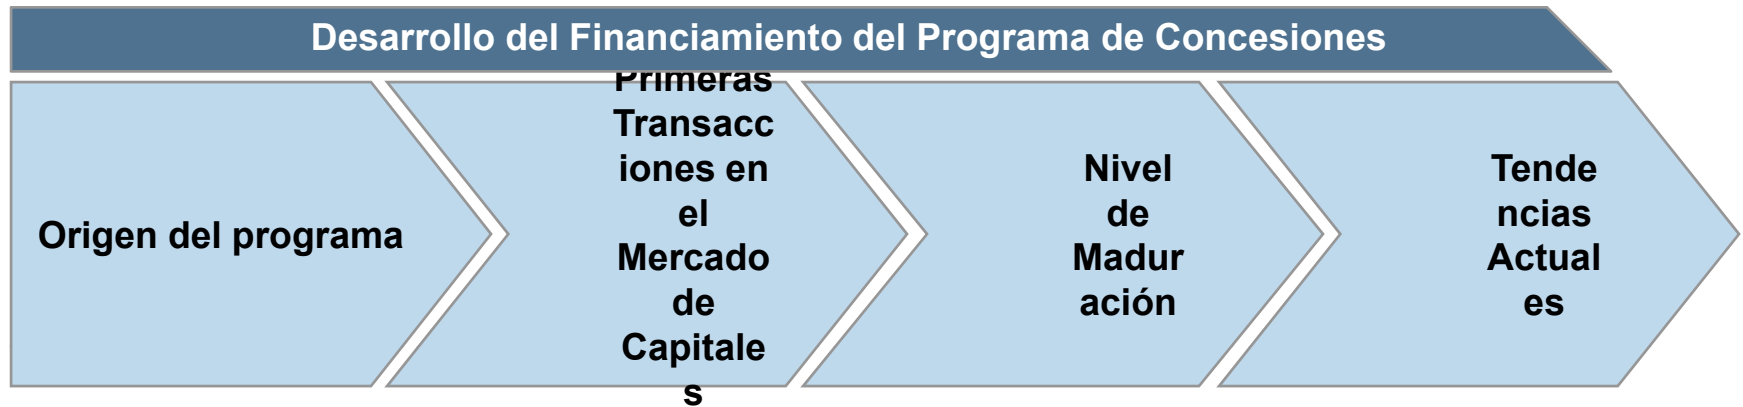 Desarrollo del Financiamiento del Programa de Concesiones
Origen del programa
Primeras
Transacc
iones en
el
Mercado
de
Capitale
s
Nivel
de
Madur
ación
Tende
ncias
Actual
es